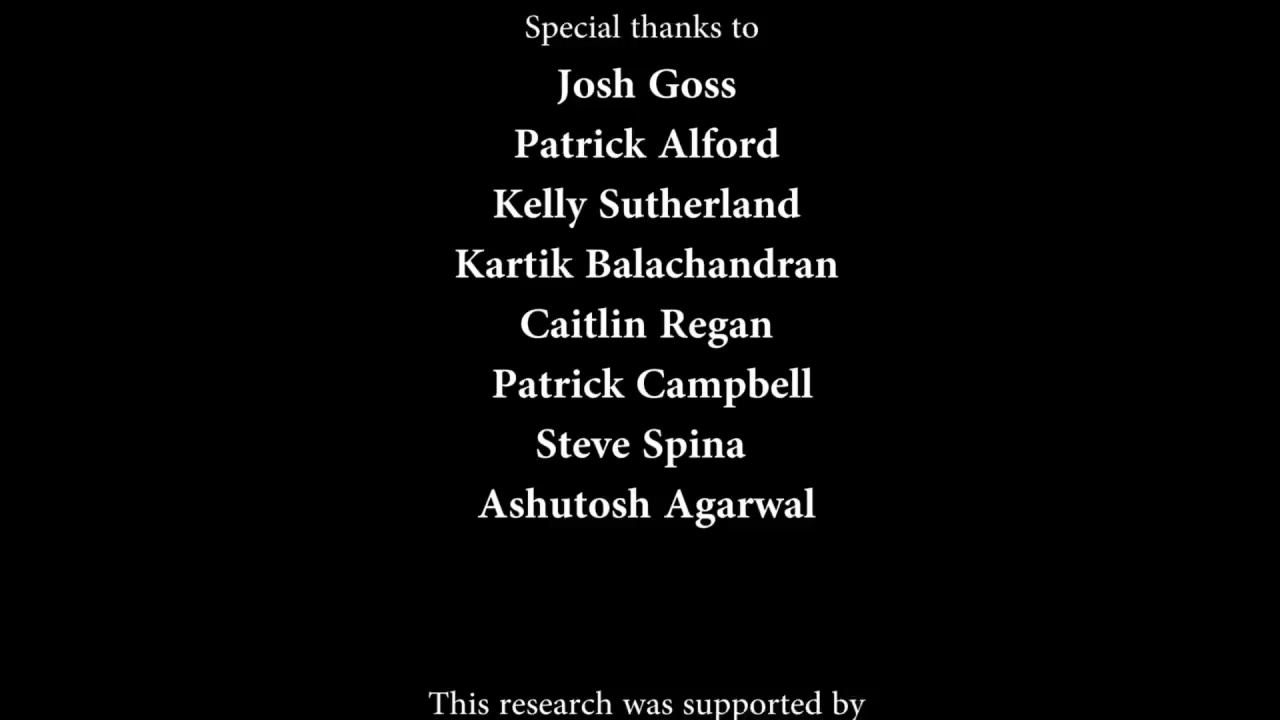 Special thanks to
Josh Goss
Patrick Alford
Kelly Sutherland
Kartik Balachandran
Caitlin Regan
Patrick Campbell
Steve Spina
Ashutosh Agarwal
This research was supported by